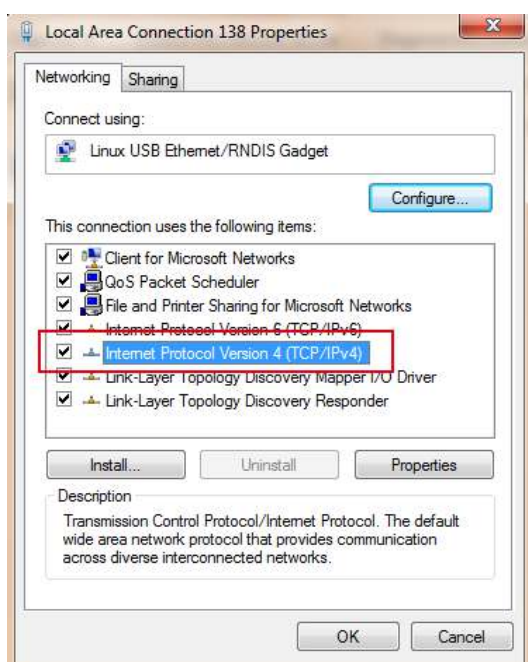 Local Area Connection 138 Properties
Networking Sharing
Connect using:
Linux USB Ethernet/RNDIS Gadget
Configure...
This connection uses the following items:
Client for Microsoft Networks
QoS Packet Scheduler
File and Printer Sharing for Microsoft Networks
Internet Protocol Version 6 (TCP/IPv6)
Internet Protocol Version 4 (TCP/IPv4)
Link-Layer Topology Discovery Mapper I/O Driver
Link-Layer Topology Discovery Responder
Install... Uninstall Properties
Description
Transmission Control Protocol/Internet Protocol. The default
wide area network protocol that provides communication
across diverse interconnected networks.
OK Cancel